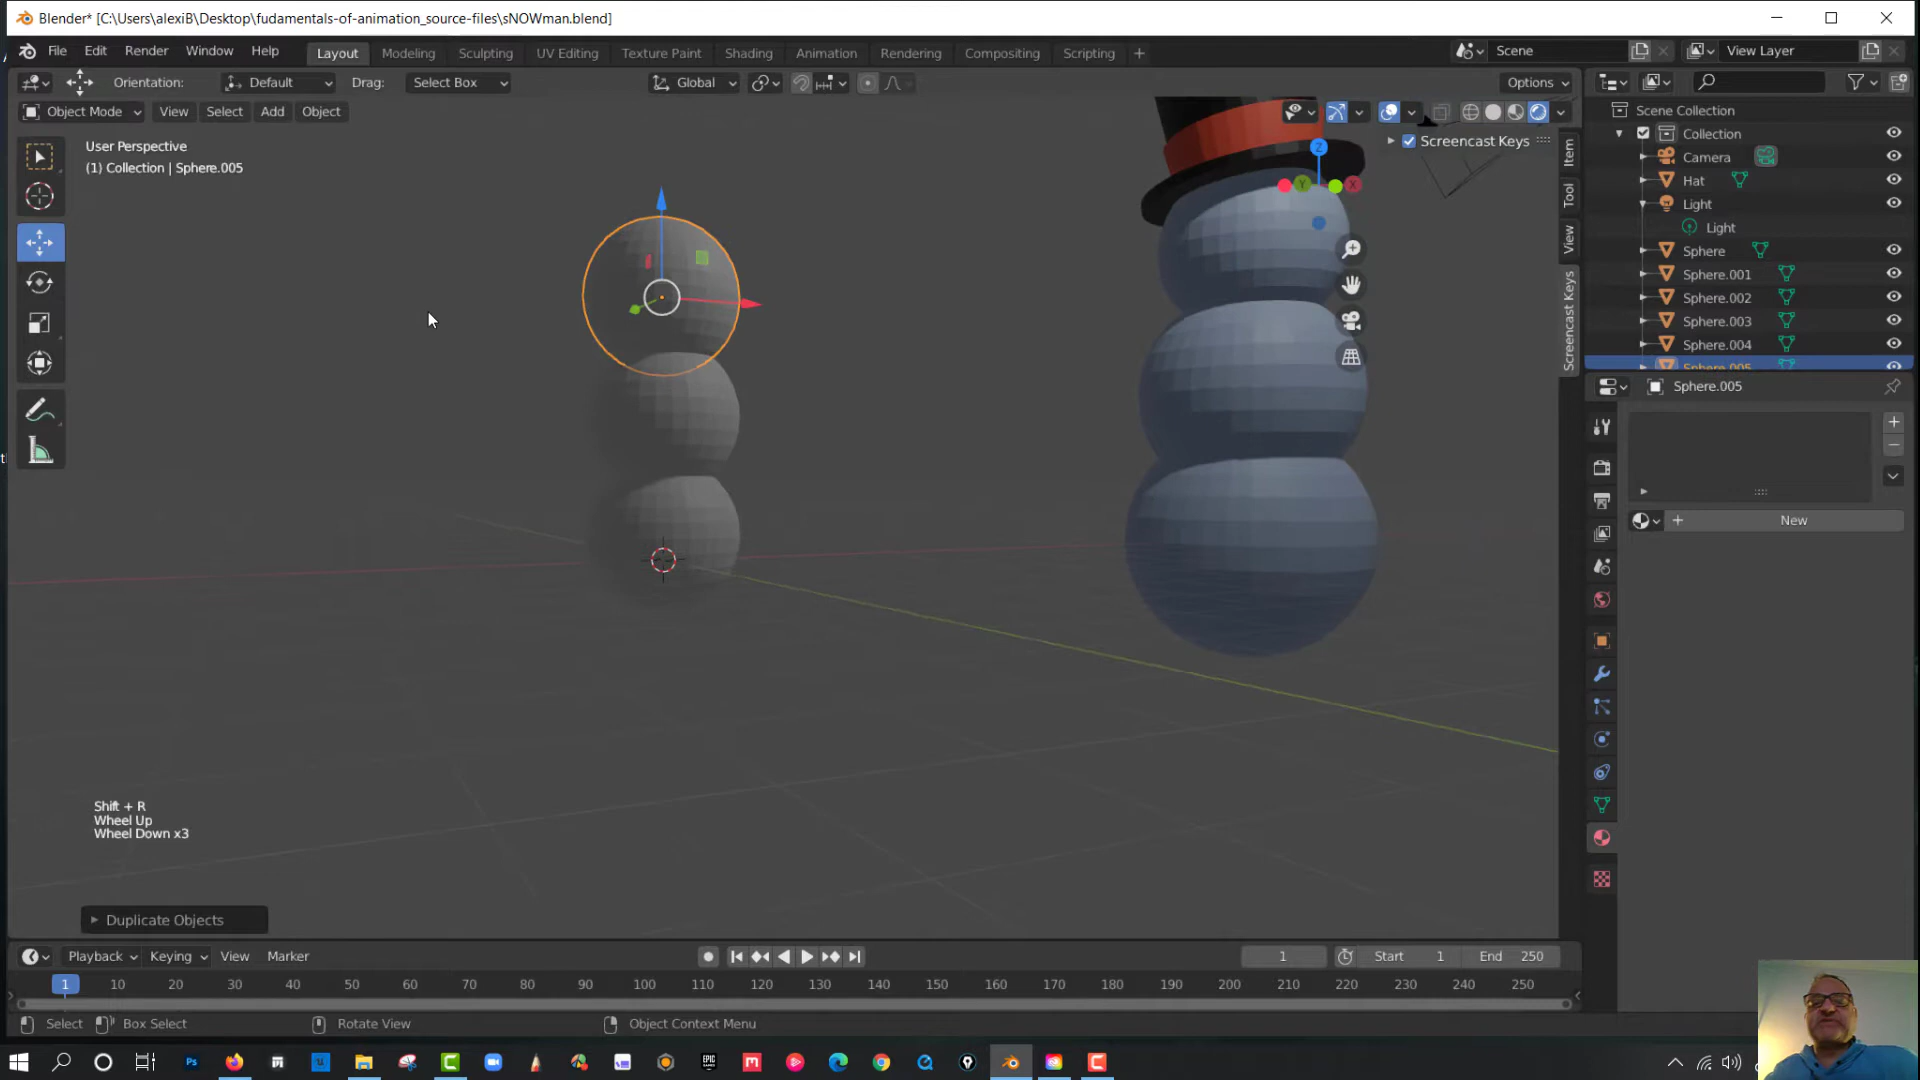 Blender* [C:\Users\alexiB\Desktop\fudamentals-of-animation_source-files\sNOWman.blend]
File Edit Render Window Help Layout Modeling Sculpting UV Editing Texture Paint Shading Animation Rendering Compositing Scripting + Scene View Layer
Orientation: Default Drag: Select Box Global Options
Object Mode View Select Add Object
Scene Collection
Collection
Camera
Hat
Light
Light
Sphere
Sphere.001
Sphere.002
Sphere.003
Sphere.004
Sphere.005
User Perspective
(1) Collection | Sphere.005
Screencast Keys
Z
Y
X
Item
Tool
View
Screencast Keys
Sphere.005
New
Shift + R
Wheel Up
Wheel Down x3
Duplicate Objects
Playback Keying View Marker 1 Start 1 End 250
1 10 20 30 40 50 60 70 80 90 100 110 120 130 140 150 160 170 180 190 200 210 220 230 240 250
Select Box Select Rotate View Object Context Menu
Ps
EPIC
GAMES